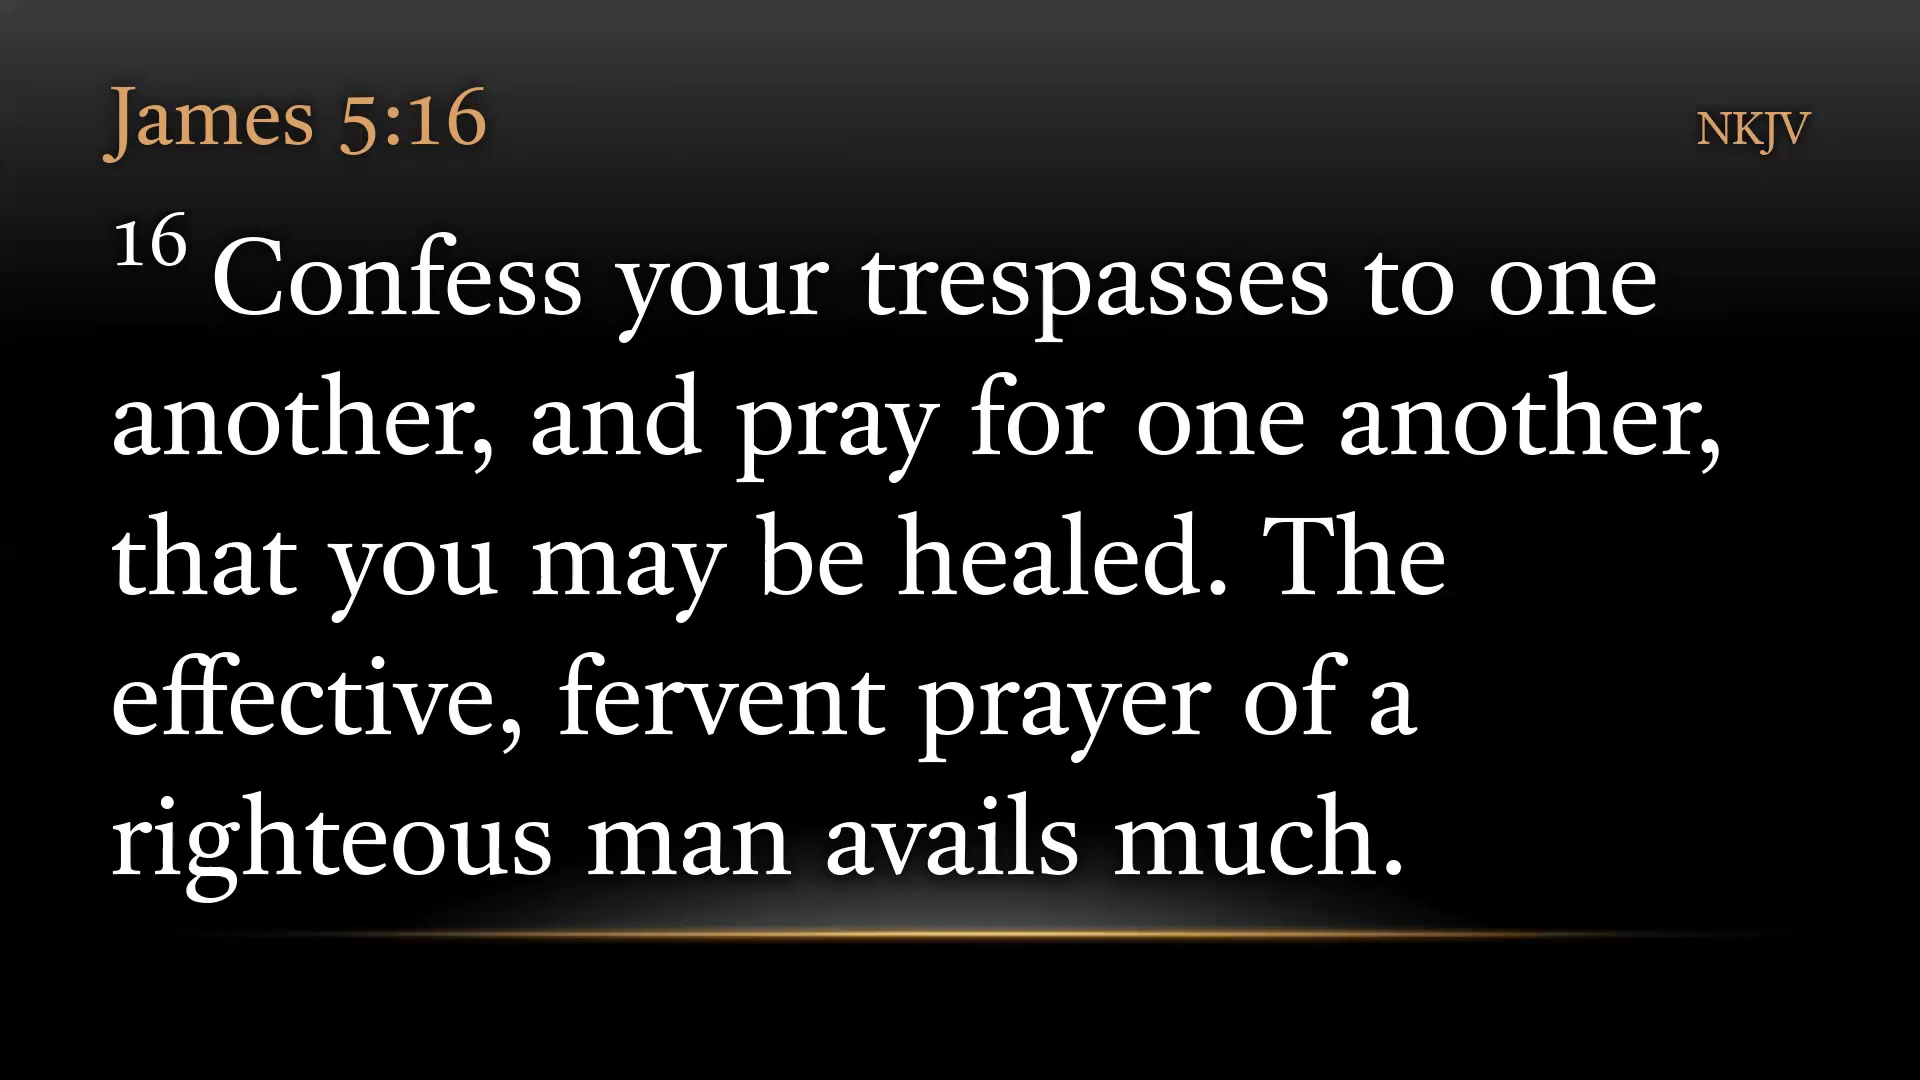 James 5:16
NKJV
16 Confess your trespasses to one
another, and pray for one another,
that you may be healed. The
effective, fervent prayer of a
righteous man avails much.